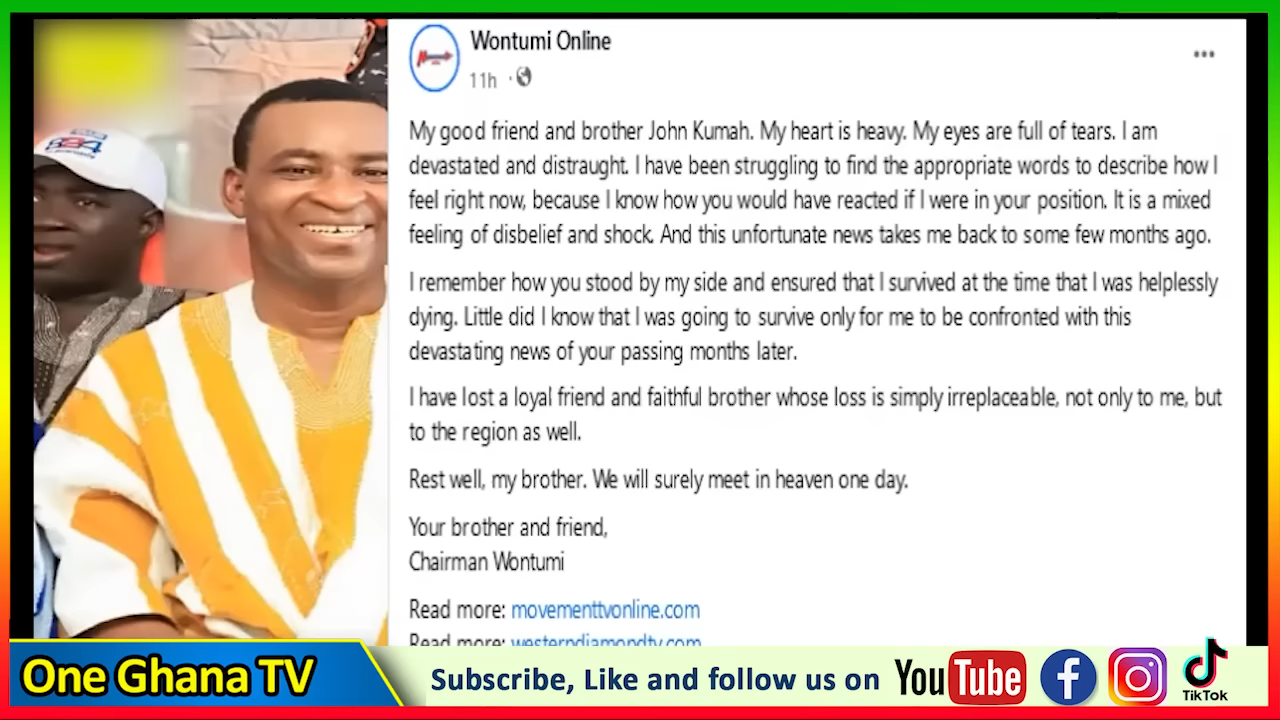 Wontumi Online
11h
My good friend and brother John Kumah. My heart is heavy. My eyes are full of tears. I am
devastated and distraught. I have been struggling to find the appropriate words to describe how I
feel right now, because I know how you would have reacted if I were in your position. It is a mixed
feeling of disbelief and shock. And this unfortunate news takes me back to some few months ago.
I remember how you stood by my side and ensured that I survived at the time that I was helplessly
dying. Little did I know that I was going to survive only for me to be confronted with this
devastating news of your passing months later.
I have lost a loyal friend and faithful brother whose loss is simply irreplaceable, not only to me, but
to the region as well.
Rest well, my brother. We will surely meet in heaven one day.
Your brother and friend,
Chairman Wontumi
Read more: movementtvonline.com
Read more: westerndiamondtv.com
One Ghana TV
Subscribe, Like and follow us on YouTube
TikTok